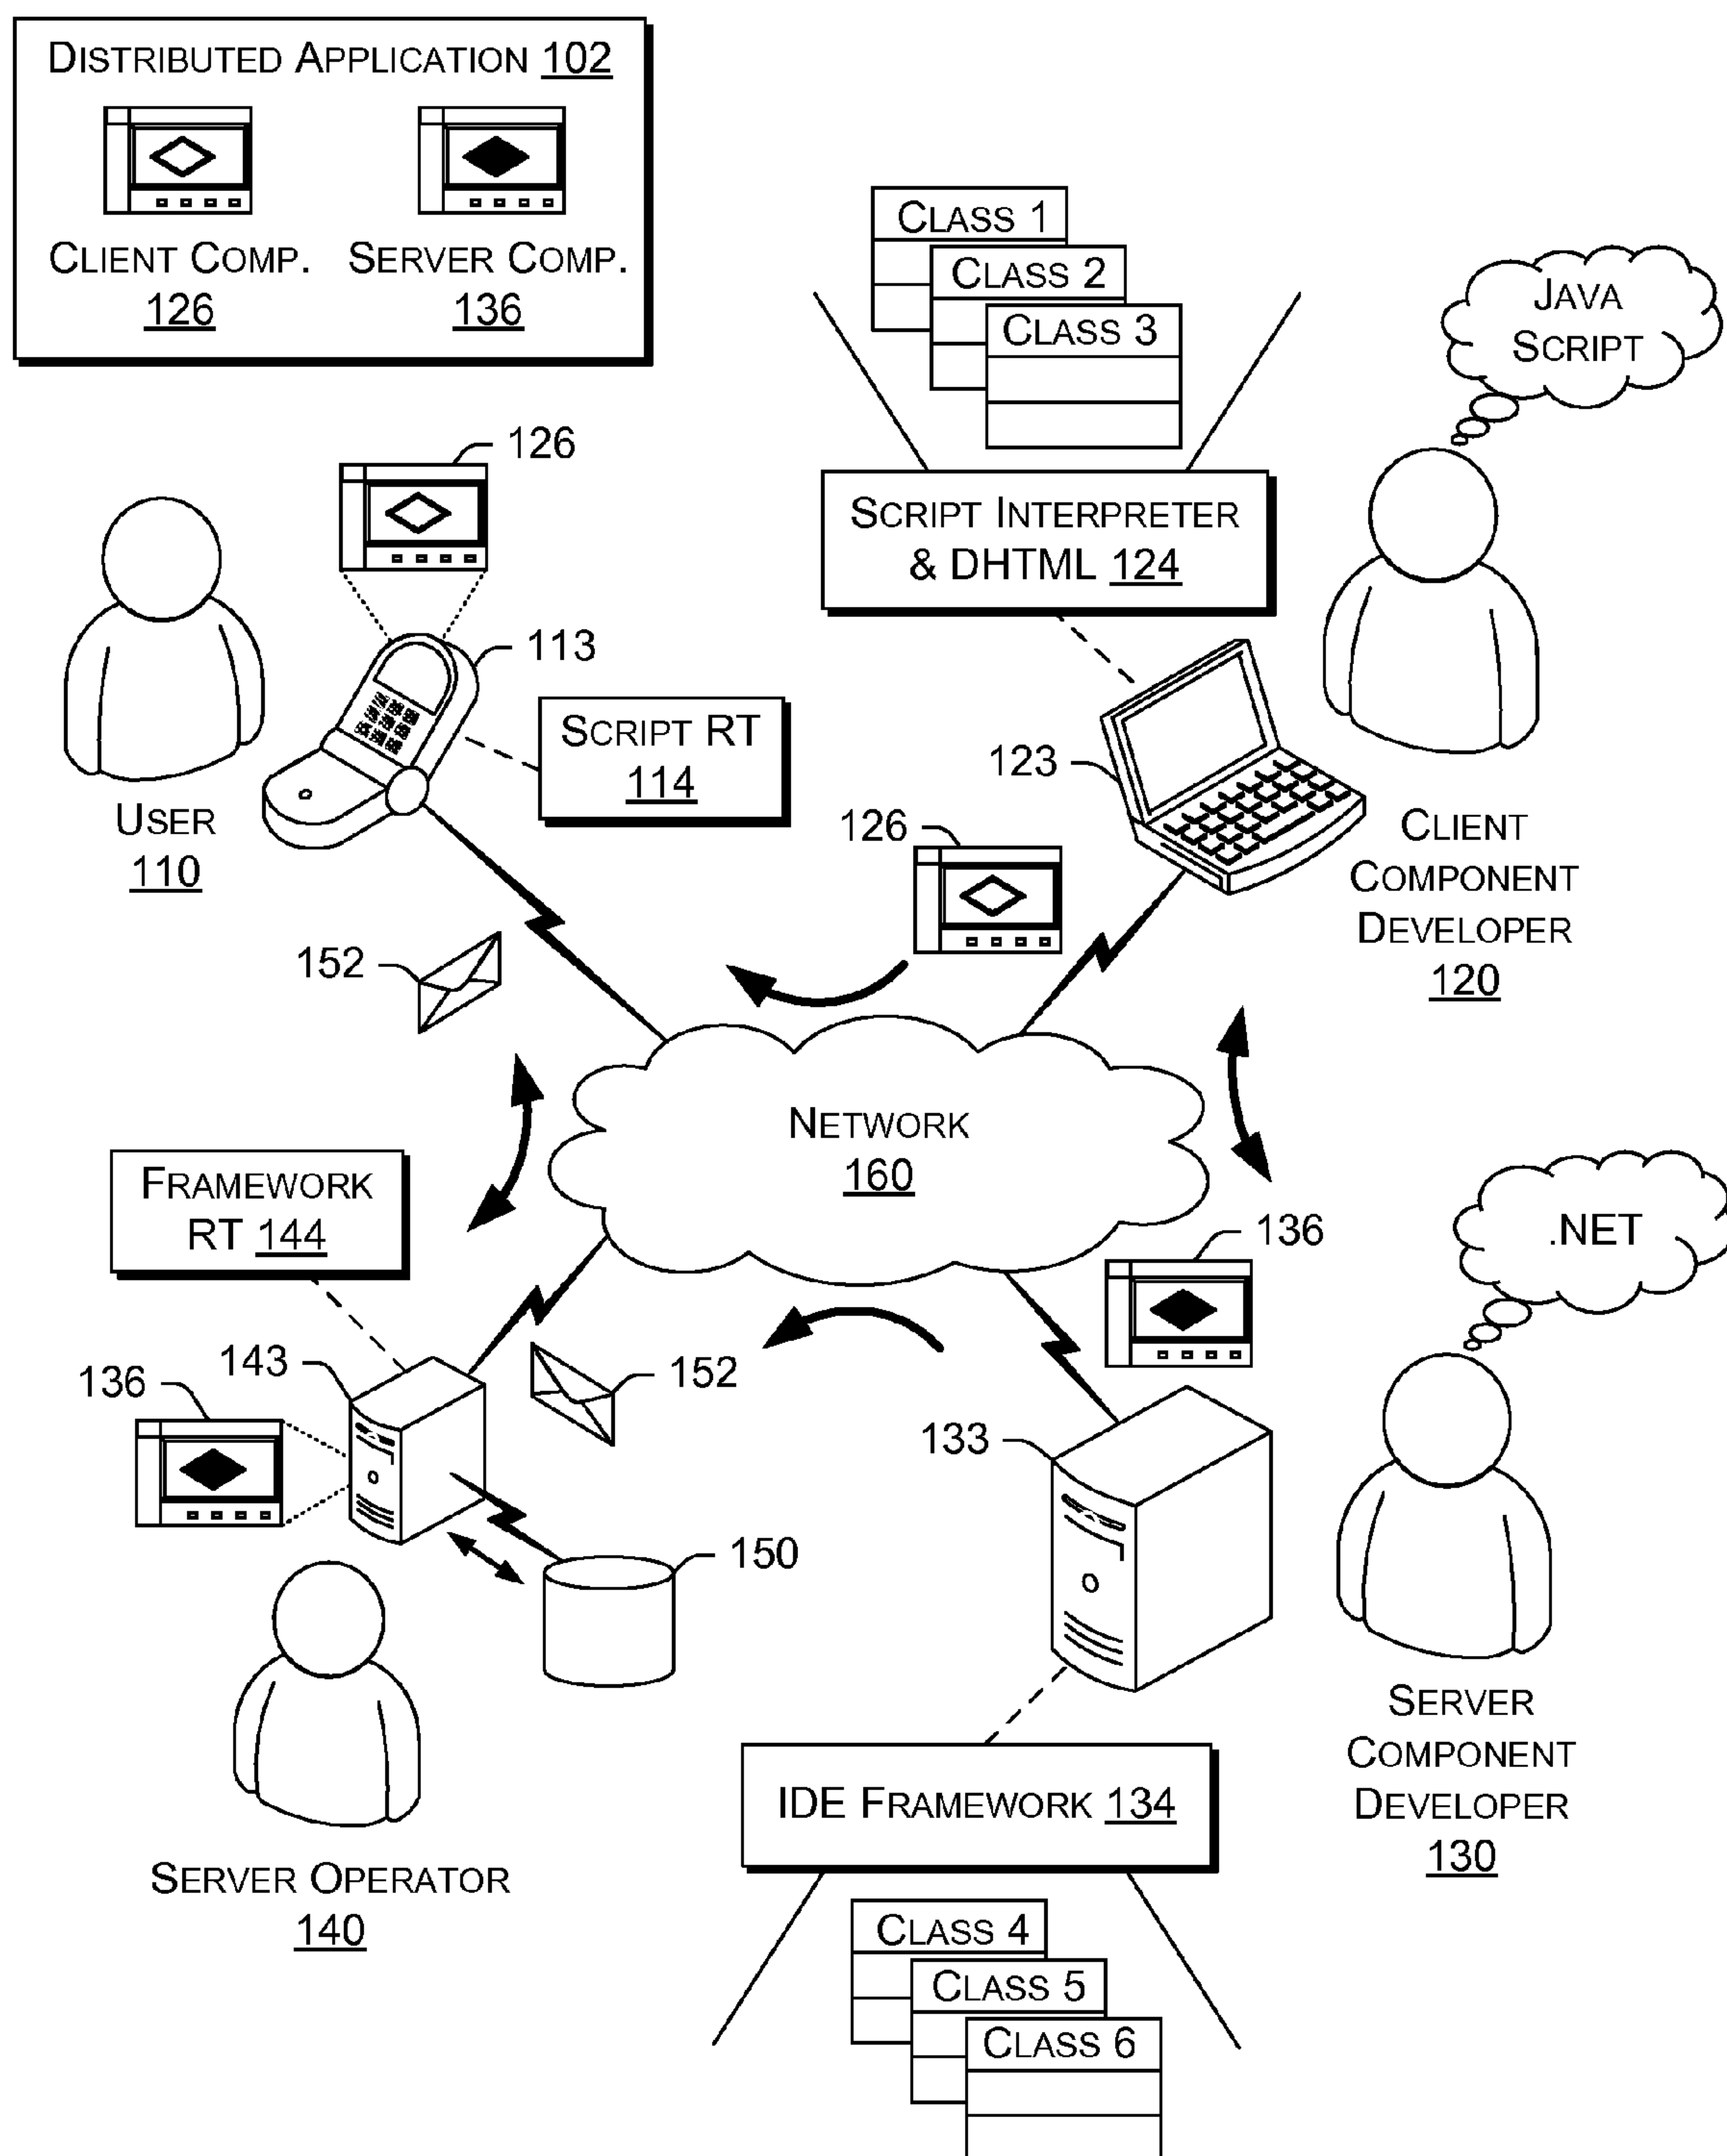 DISTRIBUTED APPLICATION 102
CLIENT COMP.
126
SERVER COMP.
136
CLASS 1
CLASS 2
CLASS 3
JAVA
SCRIPT
126
SCRIPT INTERPRETER
& DHTML 124
113
SCRIPT RT
114
USER
110
123
126
CLIENT
COMPONENT
DEVELOPER
120
152
NETWORK
160
FRAMEWORK
RT 144
.NET
136
143
136
152
133
150
SERVER
COMPONENT
DEVELOPER
130
IDE FRAMEWORK 134
SERVER OPERATOR
140
CLASS 4
CLASS 5
CLASS 6